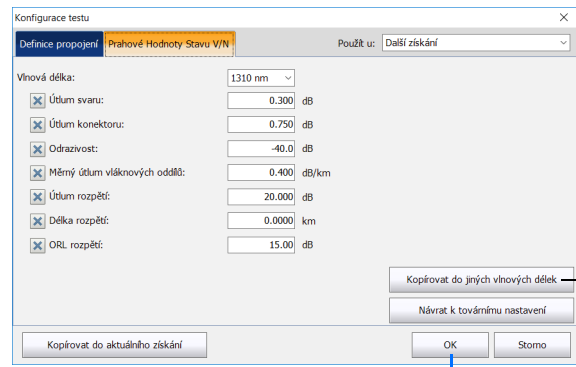 Konfigurace testu
Definice propojení Prahové Hodnoty Stavu V/N Použít u: Další získání
Vlnová délka: 1310 nm
Útlum svaru: 0.300 dB
Útlum konektoru: 0.750 dB
Odrazivost: -40.0 dB
Měrný útlum vláknových oddílů: 0.400 dB/km
Útlum rozpětí: 20.000 dB
Délka rozpětí: 0.0000 km
ORL rozpětí: 15.00 dB
Kopírovat do jiných vlnových délek
Návrat k továrnímu nastavení
Kopírovat do aktuálního získání OK Storno